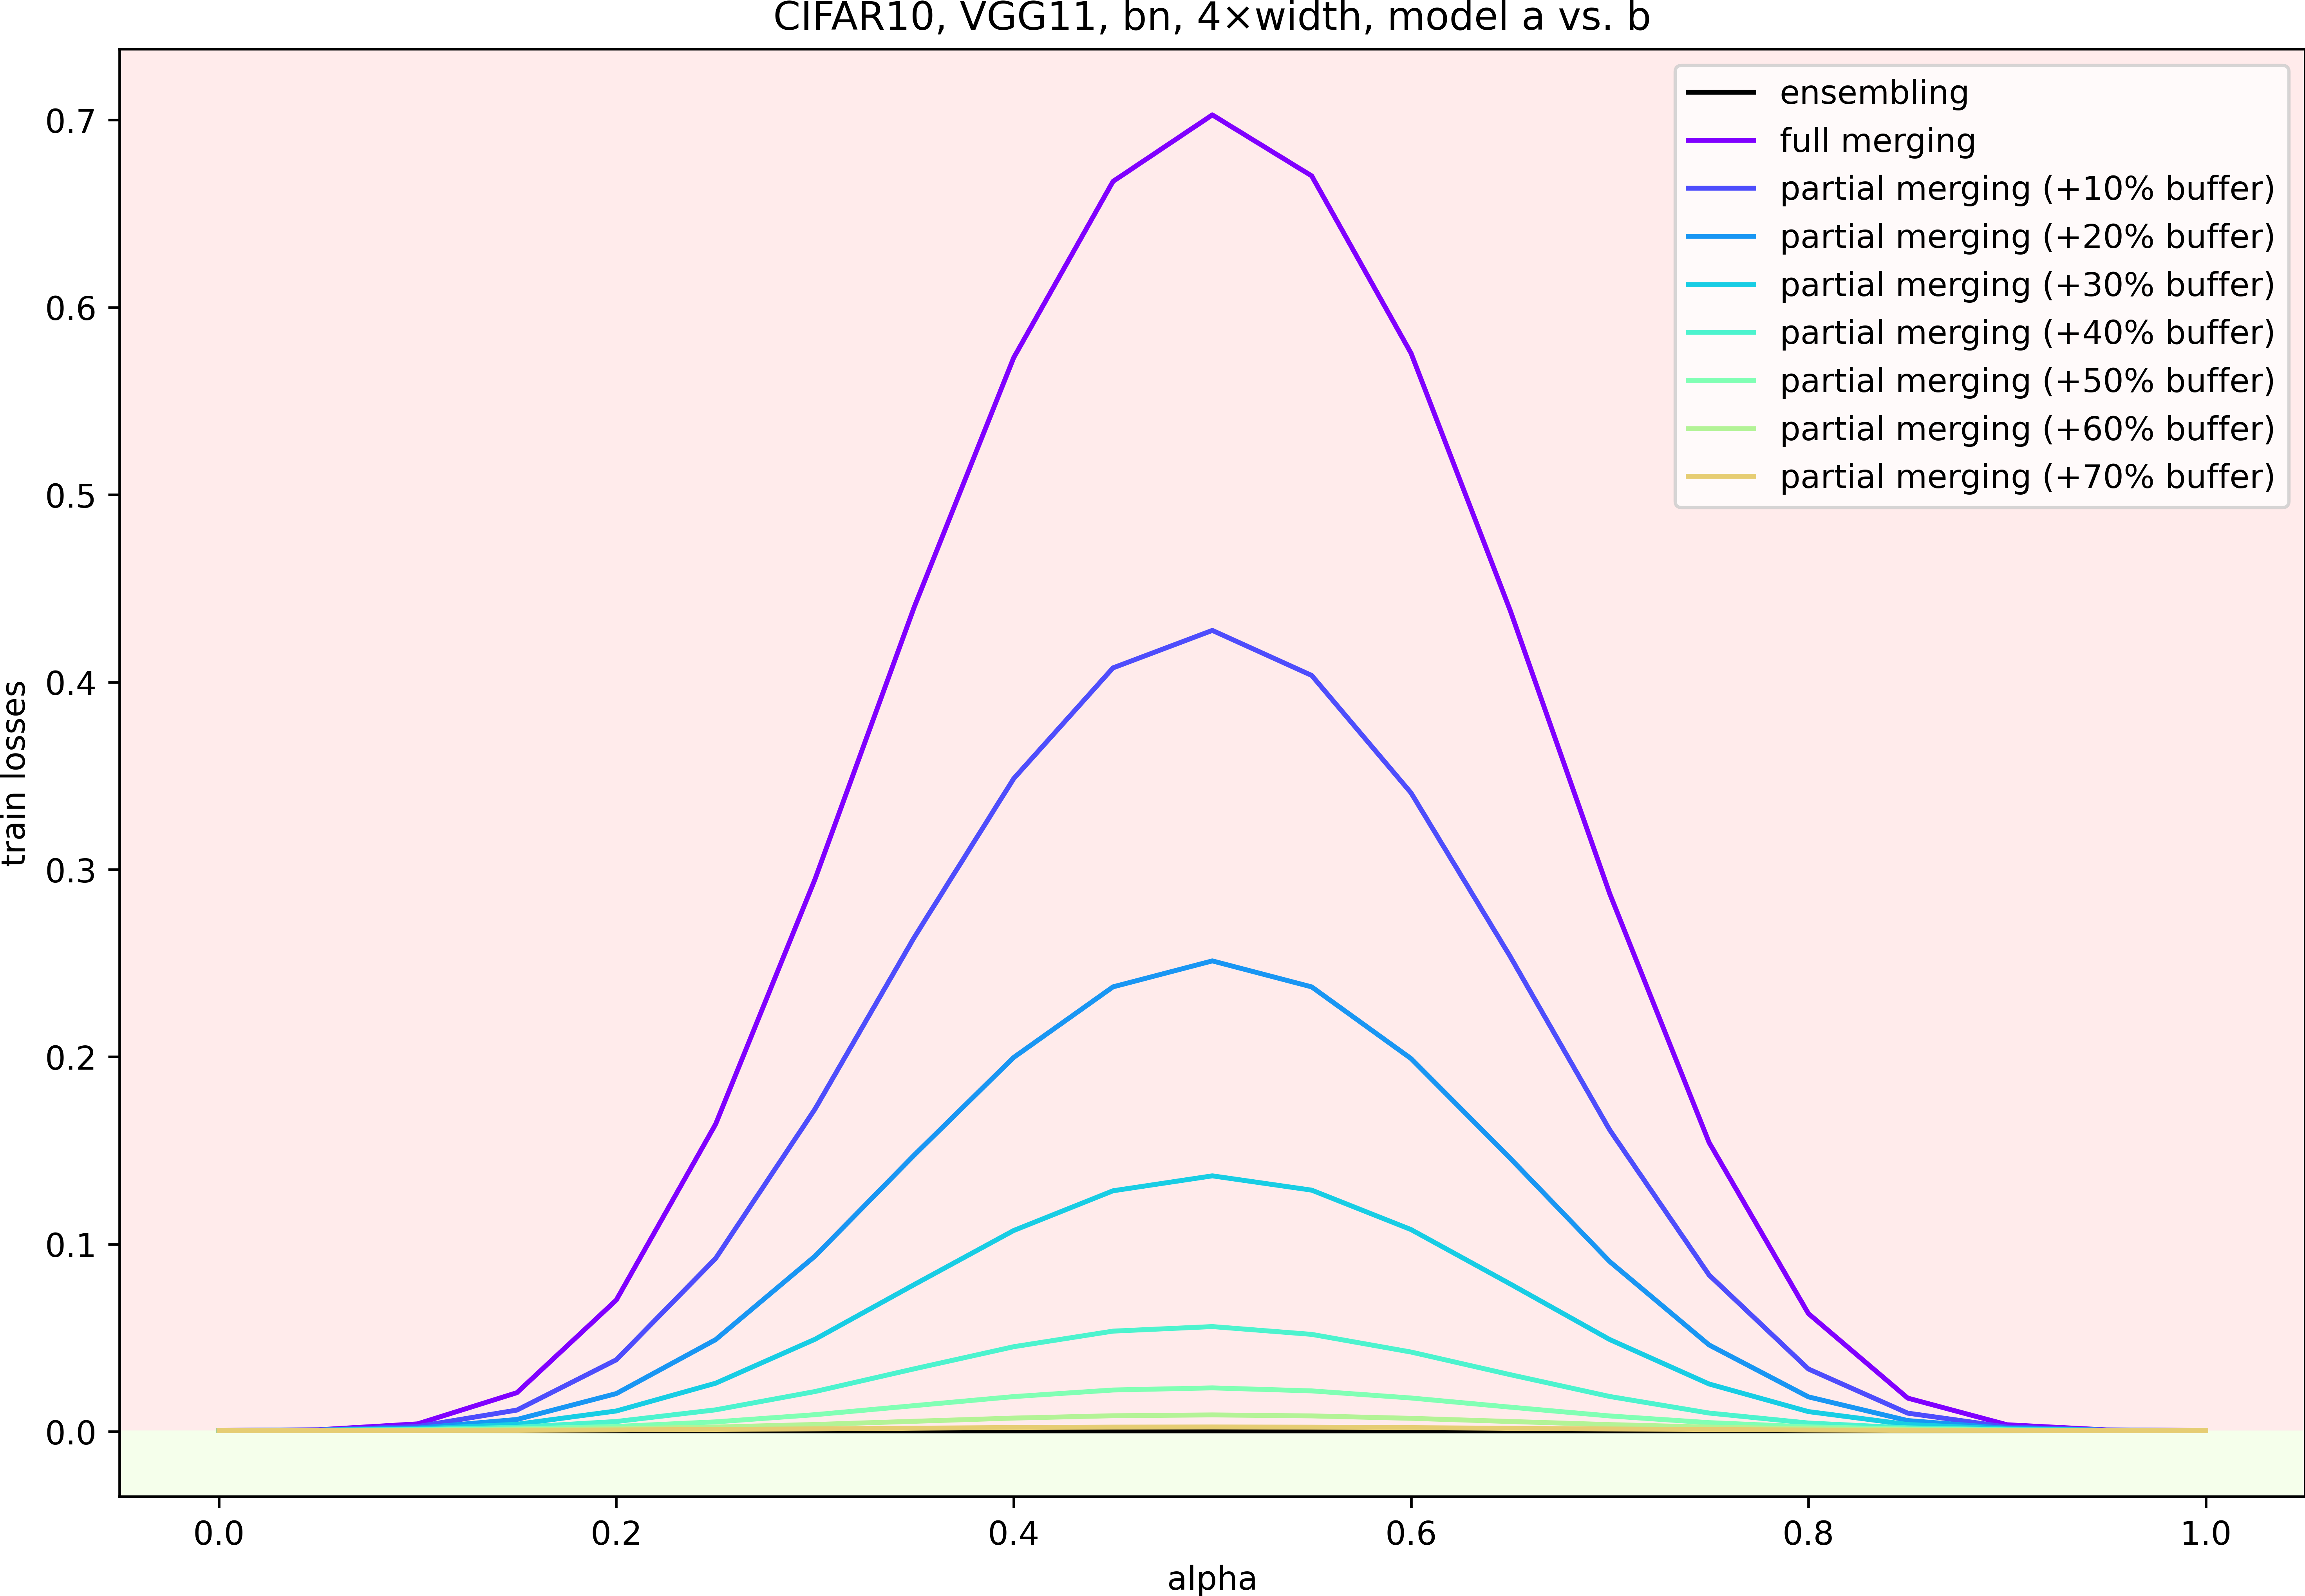 CIFAR10, VGG11, bn, 4×width, model a vs. b
ensembling
full merging
partial merging (+10% buffer)
partial merging (+20% buffer)
partial merging (+30% buffer)
partial merging (+40% buffer)
partial merging (+50% buffer)
partial merging (+60% buffer)
partial merging (+70% buffer)
train losses
0.7
0.6
0.5
0.4
0.3
0.2
0.1
0.0
0.0 0.2 0.4 0.6 0.8 1.0
alpha